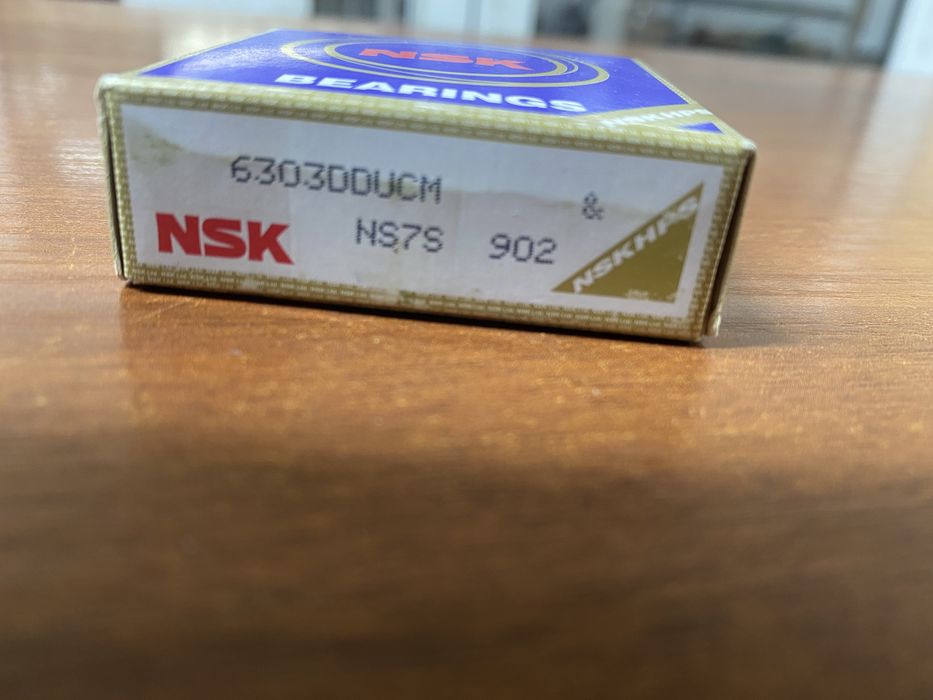 NSK
BEARINGS
6303DDUCM
&
NSK NS7S 902
NSKHPS